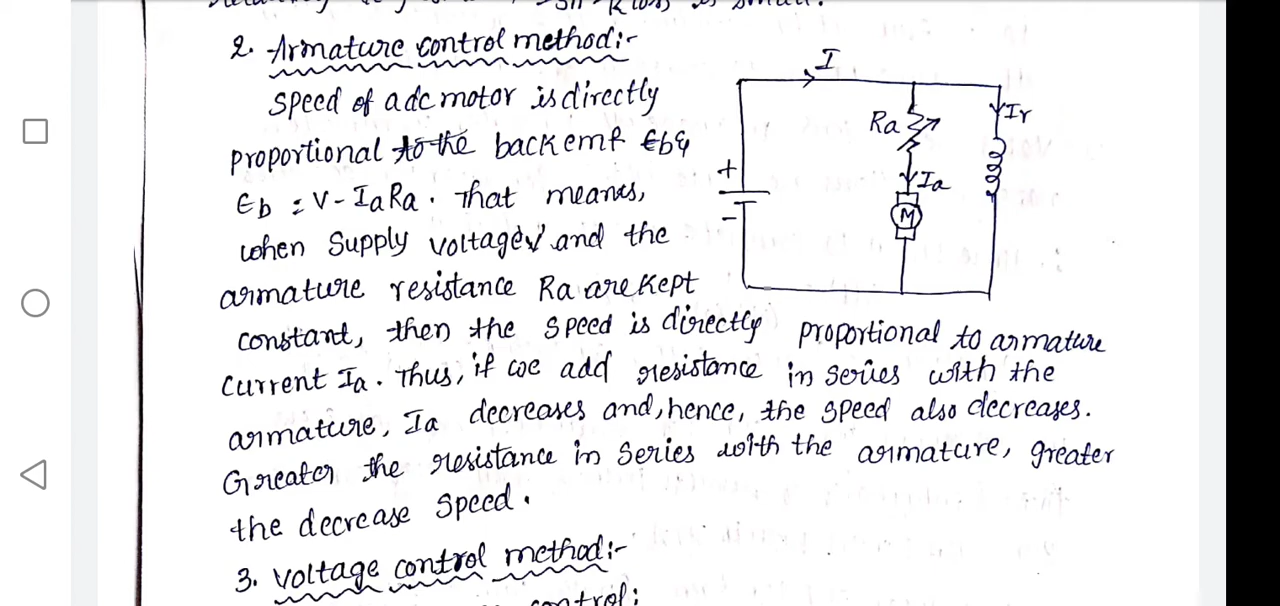 2. Armature control method:-
Speed of a dc motor is directly
proportional to the back emf Eb &
Eb = V - IaRa. That means,
when supply voltage V and the
armature resistance Ra are kept
constant, then the speed is directly proportional to armature
current Ia. Thus, if we add resistance in series with the
armature, Ia decreases and, hence, the speed also decreases.
Greater the resistance in series with the armature, greater
the decrease speed.
3. Voltage control method:-
control:
I
Ra
Ir
Ia
+
-
M